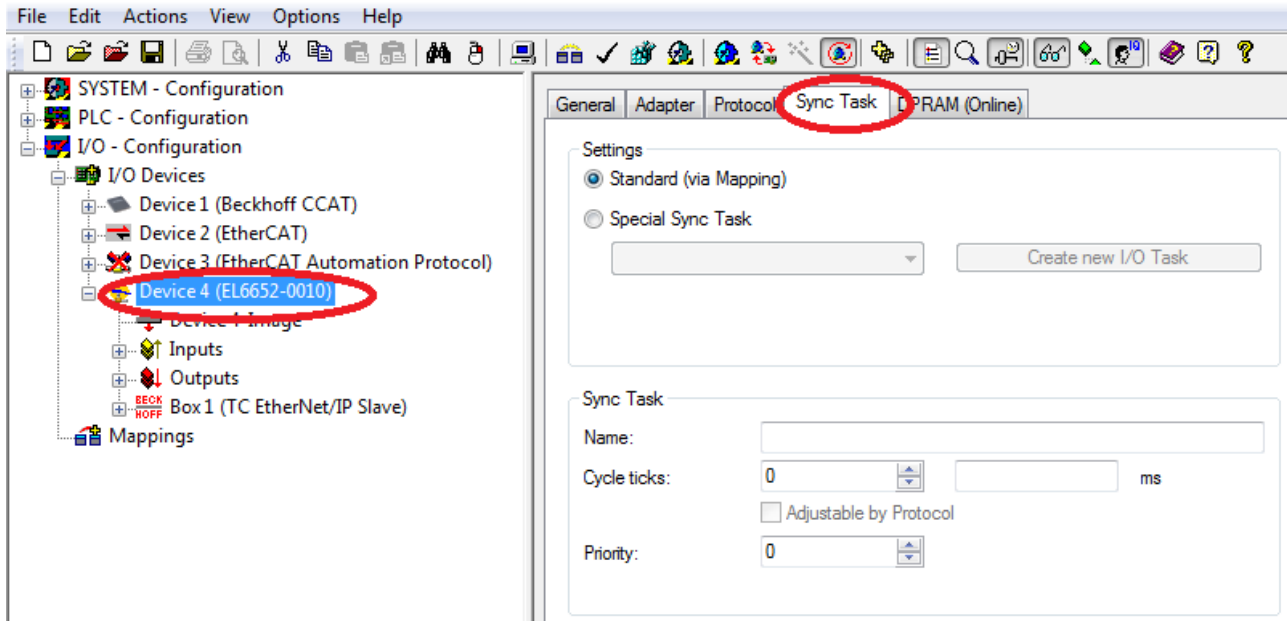 File Edit Actions View Options Help
SYSTEM - Configuration
PLC - Configuration
I/O - Configuration
I/O Devices
Device 1 (Beckhoff CCAT)
Device 2 (EtherCAT)
Device 3 (EtherCAT Automation Protocol)
Device 4 (EL6652-0010)
Device 4-Image
Inputs
Outputs
BECK
HOFF
Box 1 (TC EtherNet/IP Slave)
Mappings
General Adapter Protocol Sync Task DPRAM (Online)
Settings
Standard (via Mapping)
Special Sync Task
Create new I/O Task
Sync Task
Name:
Cycle ticks: 0 ms
Adjustable by Protocol
Priority: 0